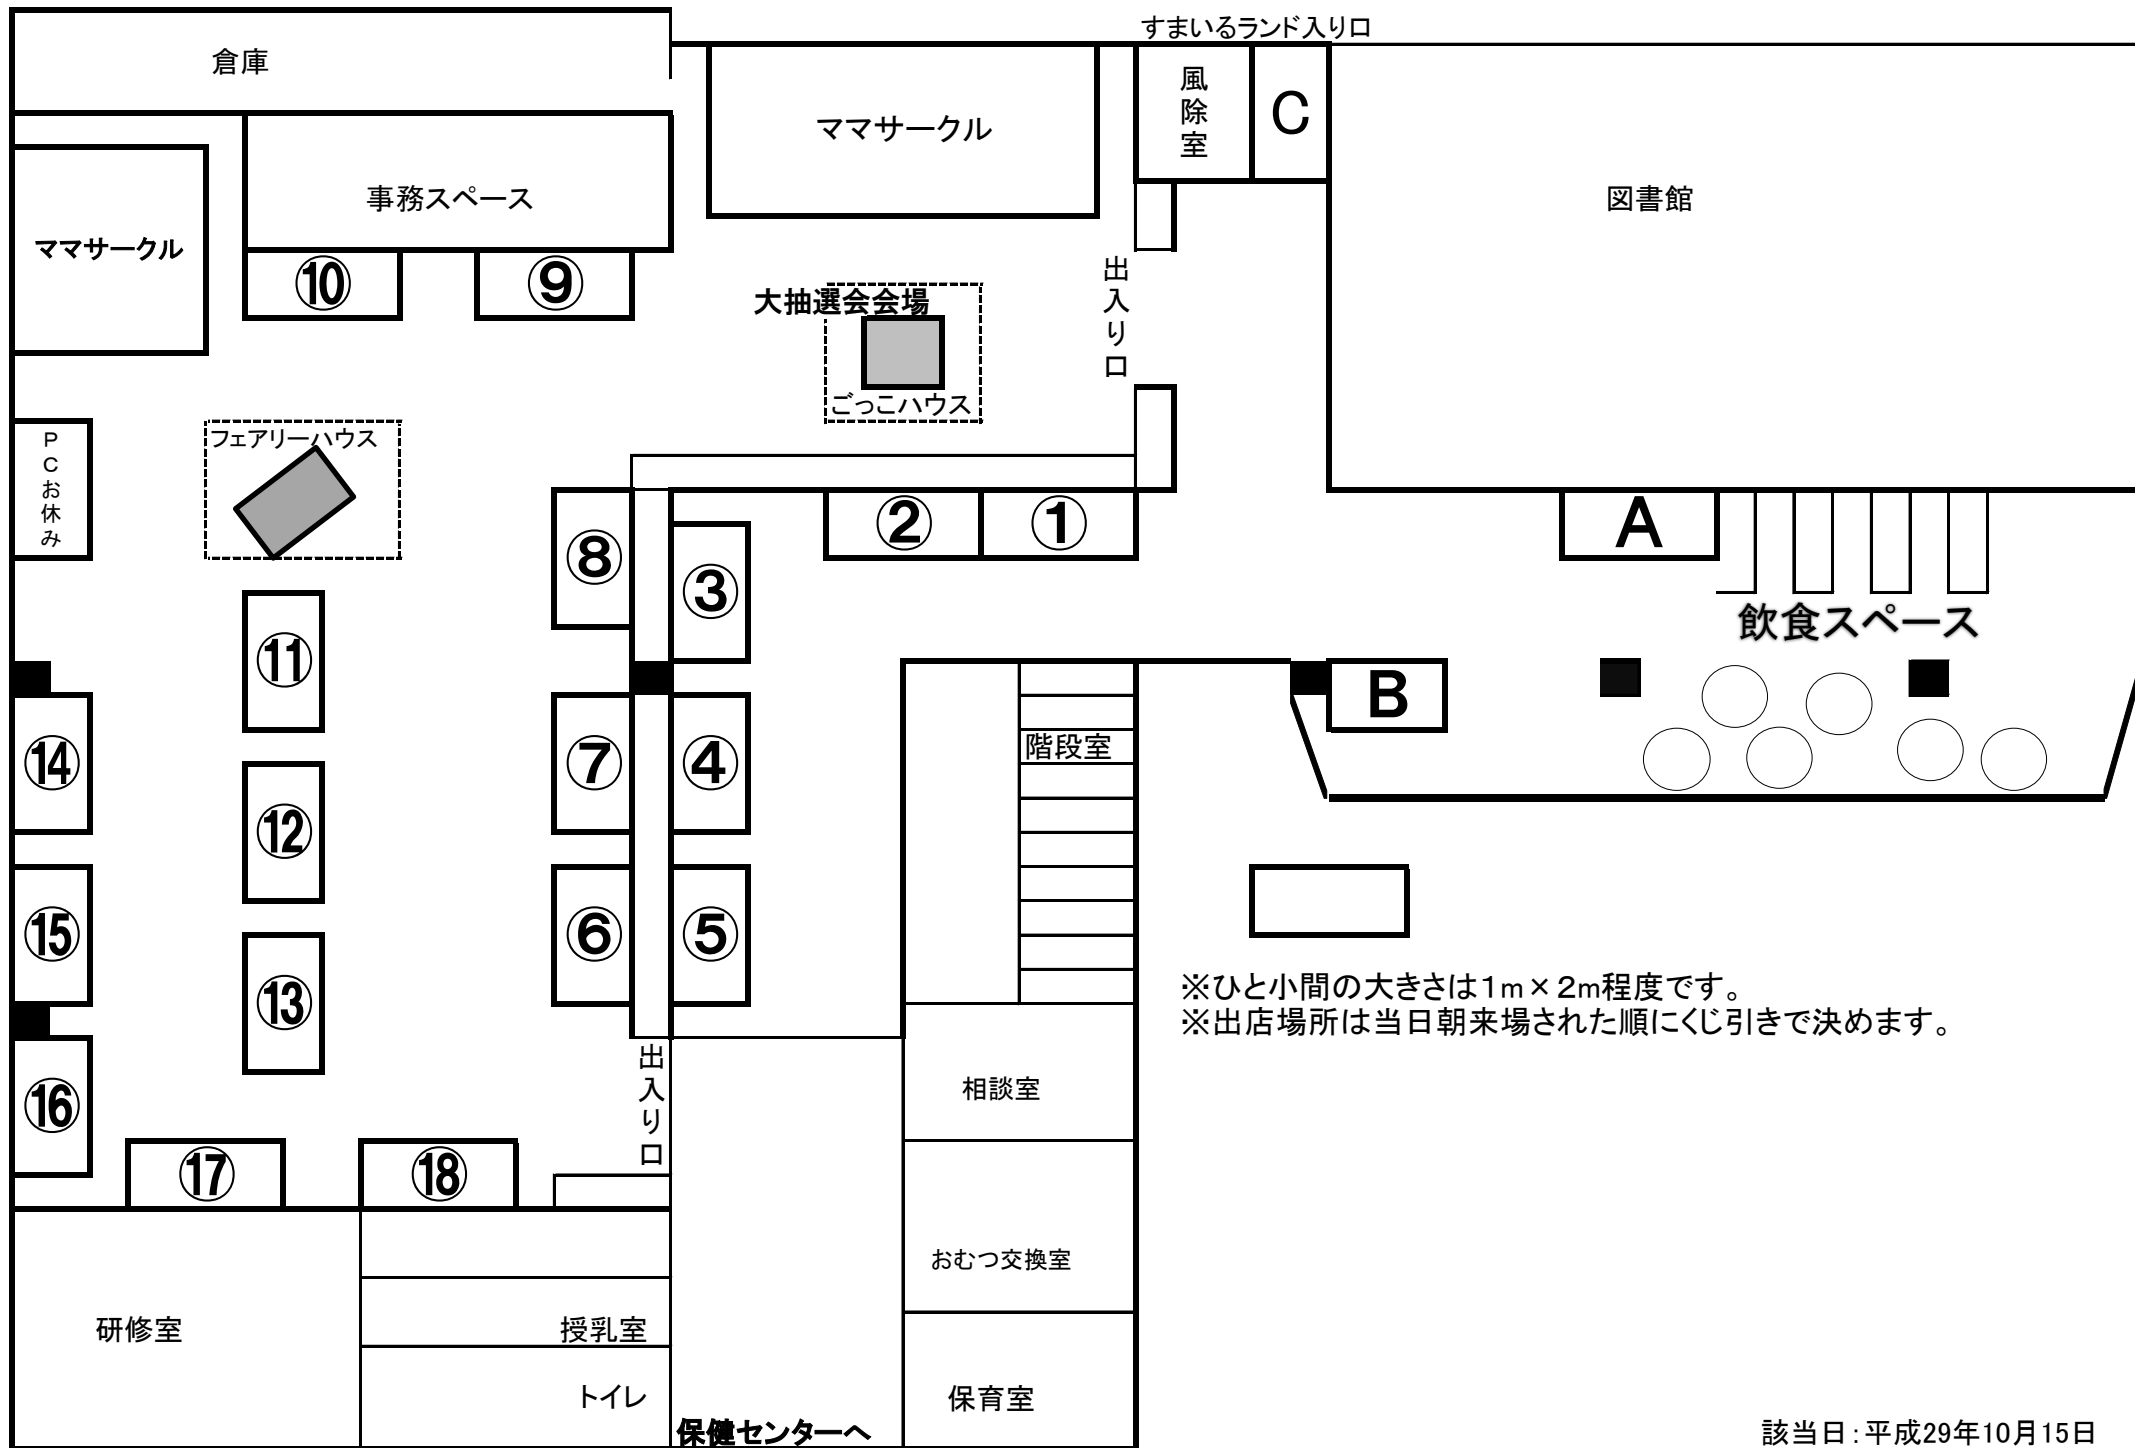 すまいるランド入り口
倉庫
風除室
C
ママサークル
事務スペース
図書館
ママサークル
⑩
⑨
出入り口
大抽選会会場
ごっこハウス
フェアリーハウス
PCお休み
②
①
A
⑧
③
飲食スペース
⑪
B
⑭
⑦
④
階段室
⑫
⑮
⑥
⑤
⑬
※ひと小間の大きさは1m×2m程度です。
※出店場所は当日朝来場された順にくじ引きで決めます。
出入り口
相談室
⑯
⑰
⑱
おむつ交換室
研修室
授乳室
トイレ
保育室
保健センターへ
該当日:平成29年10月15日